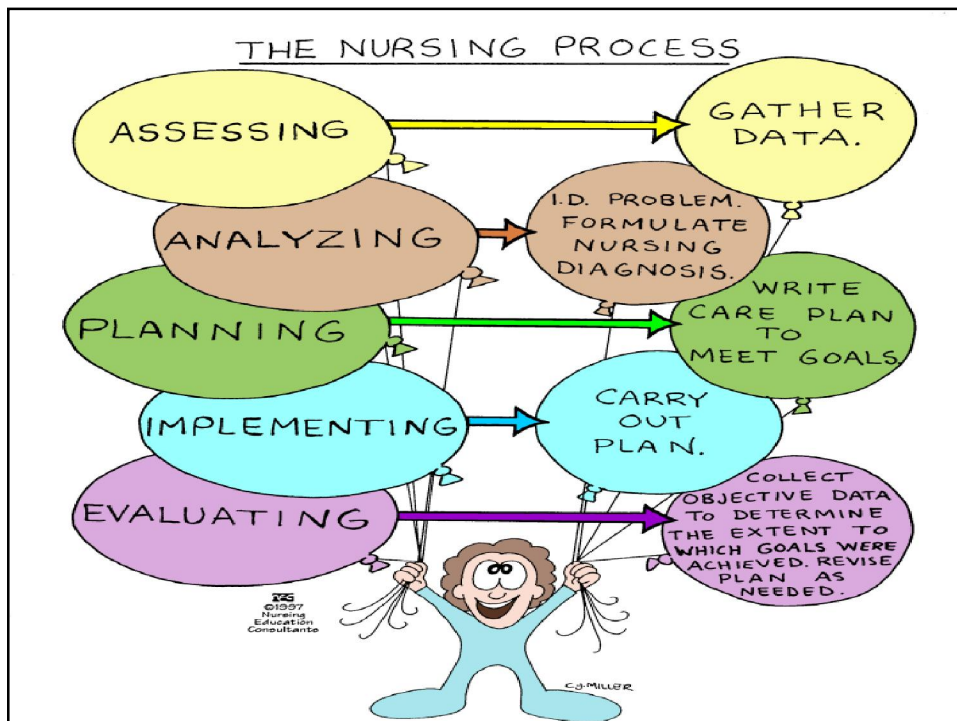 THE NURSING PROCESS
ASSESSING
GATHER
DATA.
ANALYZING
I.D. PROBLEM.
FORMULATE
NURSING
DIAGNOSIS.
PLANNING
WRITE
CARE PLAN
TO
MEET GOALS.
IMPLEMENTING
CARRY
OUT
PLAN.
EVALUATING
COLLECT
OBJECTIVE DATA
TO DETERMINE
THE EXTENT TO
WHICH GOALS WERE
ACHIEVED. REVISE
PLAN AS
NEEDED.
©1997
Nursing
Education
Consultants
C.J. MILLER